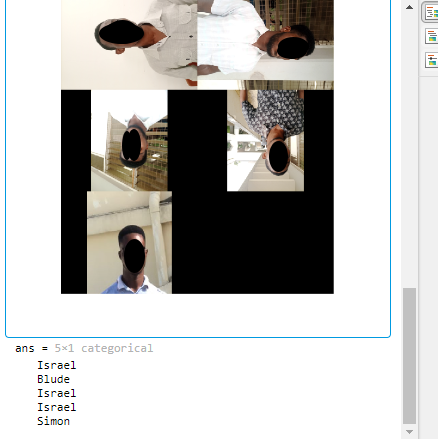 ans = 5×1 categorical
Israel
Blude
Israel
Israel
Simon